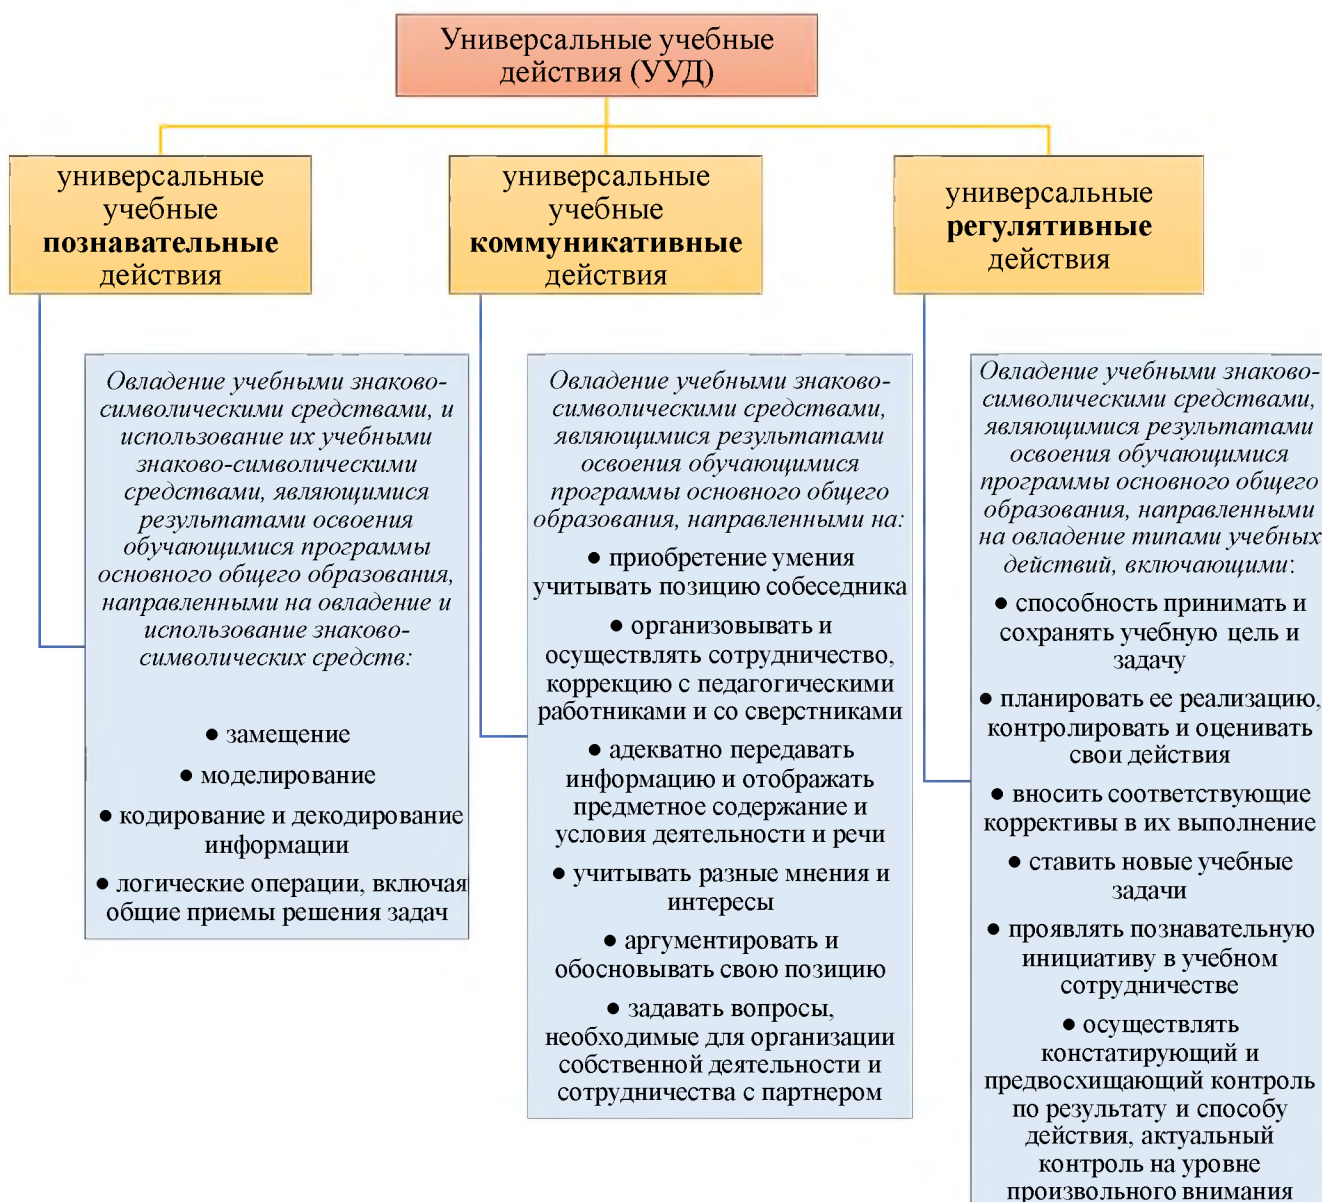 Универсальные учебные
действия (УУД)
универсальные
учебные
познавательные
действия
универсальные
учебные
коммуникативные
действия
универсальные
регулятивные
действия
Овладение учебными знаково-
символическими средствами, и
использование их учебными
знаково-символическими
средствами, являющимися
результатами освоения
обучающимися программы
основного общего образования,
направленными на овладение и
использование знаково-
символических средств:
● замещение
● моделирование
● кодирование и декодирование
информации
● логические операции, включая
общие приемы решения задач
Овладение учебными знаково-
символическими средствами,
являющимися результатами
освоения обучающимися
программы основного общего
образования, направленными на:
● приобретение умения
учитывать позицию собеседника
● организовывать и
осуществлять сотрудничество,
коррекцию с педагогическими
работниками и со сверстниками
● адекватно передавать
информацию и отображать
предметное содержание и
условия деятельности и речи
● учитывать разные мнения и
интересы
● аргументировать и
обосновывать свою позицию
● задавать вопросы,
необходимые для организации
собственной деятельности и
сотрудничества с партнером
Овладение учебными знаково-
символическими средствами,
являющимися результатами
освоения обучающимися
программы основного общего
образования, направленными
на овладение типами учебных
действий, включающими:
● способность принимать и
сохранять учебную цель и
задачу
● планировать ее реализацию,
контролировать и оценивать
свои действия
● вносить соответствующие
коррективы в их выполнение
● ставить новые учебные
задачи
● проявлять познавательную
инициативу в учебном
сотрудничестве
● осуществлять
констатирующий и
предвосхищающий контроль
по результату и способу
действия, актуальный
контроль на уровне
произвольного внимания